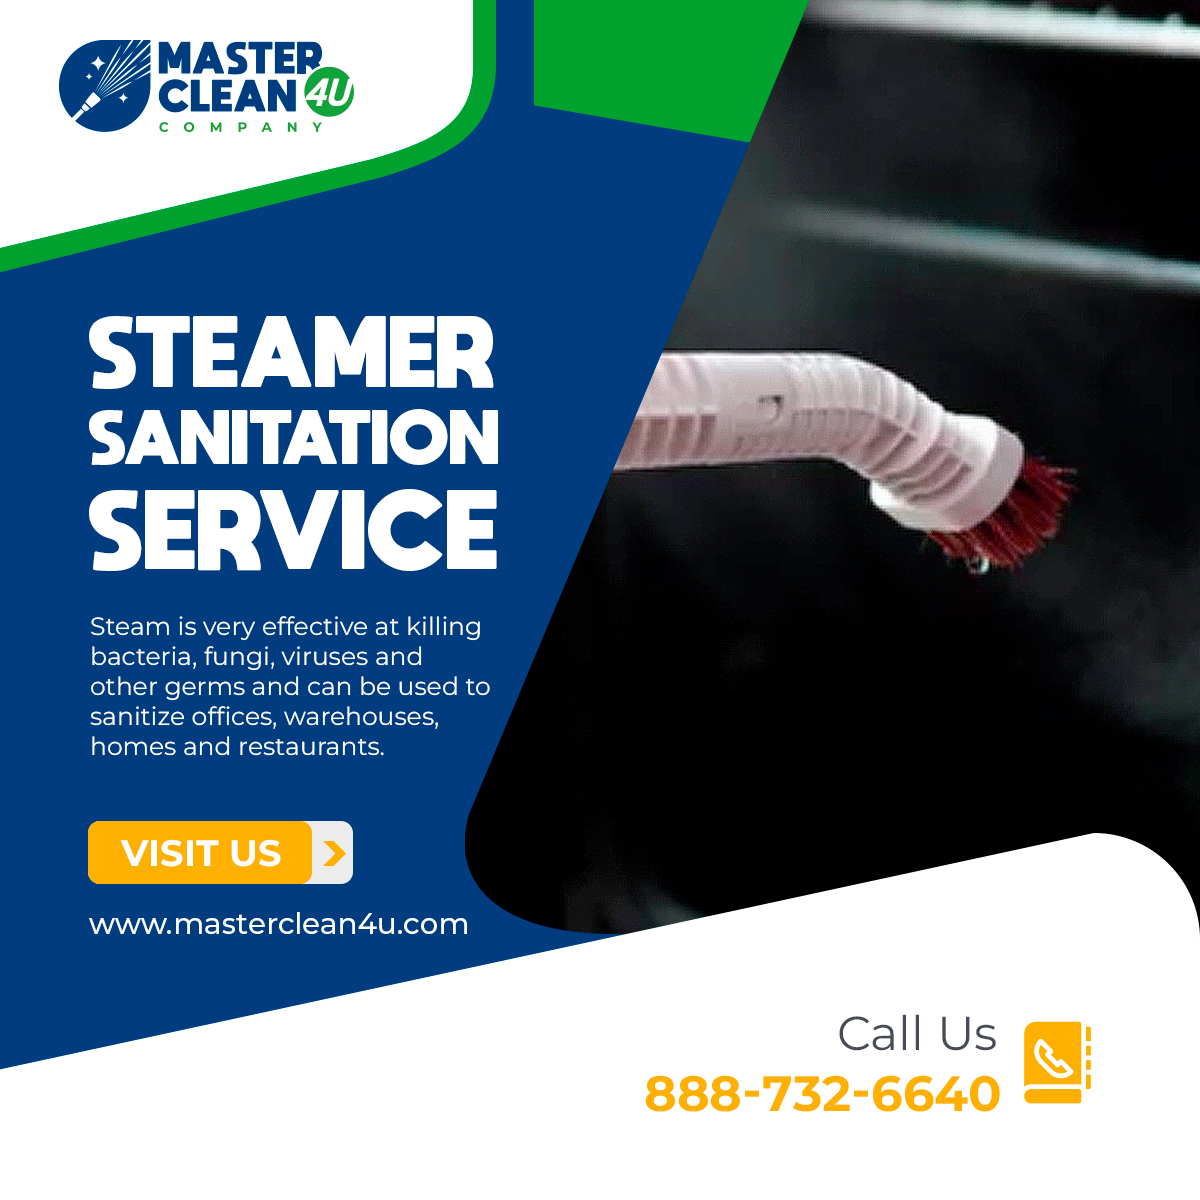 MASTER
CLEAN 4U
COMPANY
STEAMER
SANITATION
SERVICE
Steam is very effective at killing
bacteria, fungi, viruses and
other germs and can be used to
sanitize offices, warehouses,
homes and restaurants.
VISIT US
www.masterclean4u.com
Call Us
888-732-6640